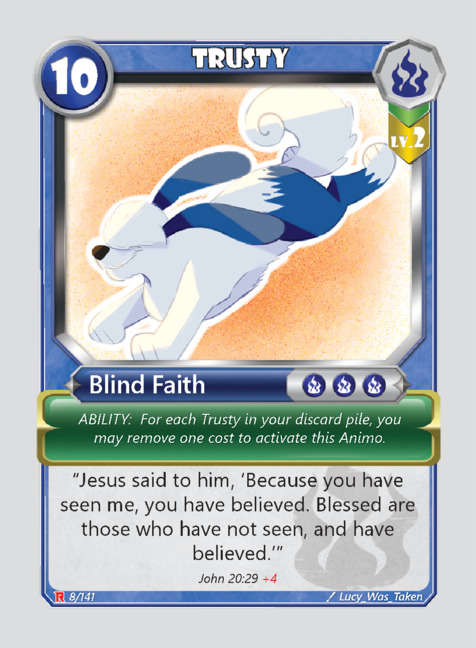 TRUSTY
10
LV.2
Blind Faith
ABILITY: For each Trusty in your discard pile, you
may remove one cost to activate this Animo.
“Jesus said to him, ‘Because you have
seen me, you have believed. Blessed are
those who have not seen, and have
believed.’”
John 20:29 +4
R 8/141
Lucy_Was_Taken